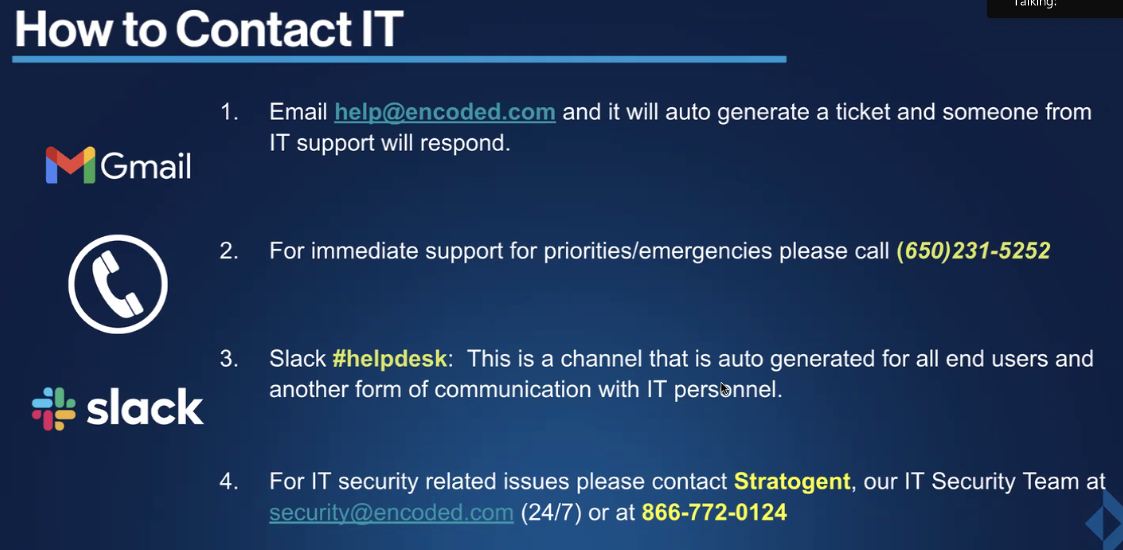 Talking:
How to Contact IT
1. Email help@encoded.com and it will auto generate a ticket and someone from
IT support will respond.
Gmail
2. For immediate support for priorities/emergencies please call (650)231-5252
3. Slack #helpdesk: This is a channel that is auto generated for all end users and
another form of communication with IT personnel.
slack
4. For IT security related issues please contact Stratogent, our IT Security Team at
security@encoded.com (24/7) or at 866-772-0124